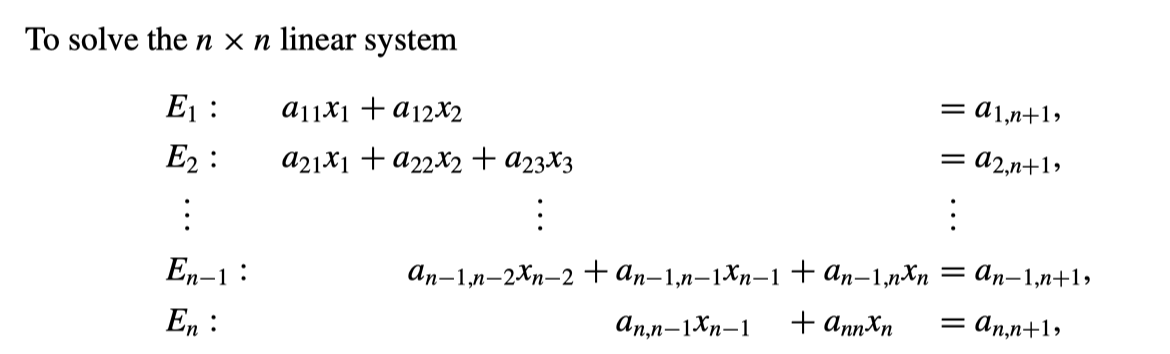 To solve the n × n linear system
E₁ : a₁₁x₁ + a₁₂x₂ = a₁,ₙ₊₁,
E₂ : a₂₁x₁ + a₂₂x₂ + a₂₃x₃ = a₂,ₙ₊₁,
⋮ ⋮ ⋮
Eₙ₋₁ : aₙ₋₁,ₙ₋₂xₙ₋₂ + aₙ₋₁,ₙ₋₁xₙ₋₁ + aₙ₋₁,ₙxₙ = aₙ₋₁,ₙ₊₁,
Eₙ : aₙ,ₙ₋₁xₙ₋₁ + aₙₙxₙ = aₙ,ₙ₊₁,